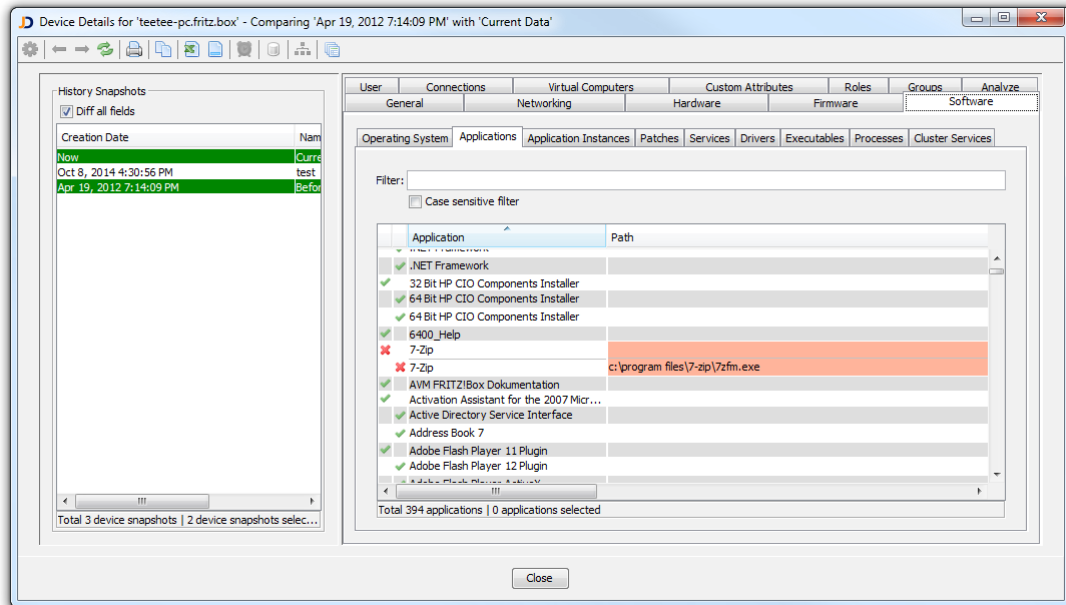 Device Details for 'teetee-pc.fritz.box' - Comparing 'Apr 19, 2012 7:14:09 PM' with 'Current Data'
History Snapshots
Diff all fields
Creation Date Nam
Now Curre
Oct 8, 2014 4:30:56 PM test
Apr 19, 2012 7:14:09 PM Befor
Total 3 device snapshots | 2 device snapshots selec...
User Connections Virtual Computers Custom Attributes Roles Groups Analyze
General Networking Hardware Firmware Software
Operating System Applications Application Instances Patches Services Drivers Executables Processes Cluster Services
Filter:
Case sensitive filter
Application Path
.NET Framework
.NET Framework
32 Bit HP CIO Components Installer
64 Bit HP CIO Components Installer
64 Bit HP CIO Components Installer
6400_Help
7-Zip
7-Zip c:\program files\7-zip\7zfm.exe
AVM FRITZ!Box Dokumentation
Activation Assistant for the 2007 Micr...
Active Directory Service Interface
Address Book 7
Adobe Flash Player 11 Plugin
Adobe Flash Player 12 Plugin
Adobe Flash Player ActiveX
Total 394 applications | 0 applications selected
Close